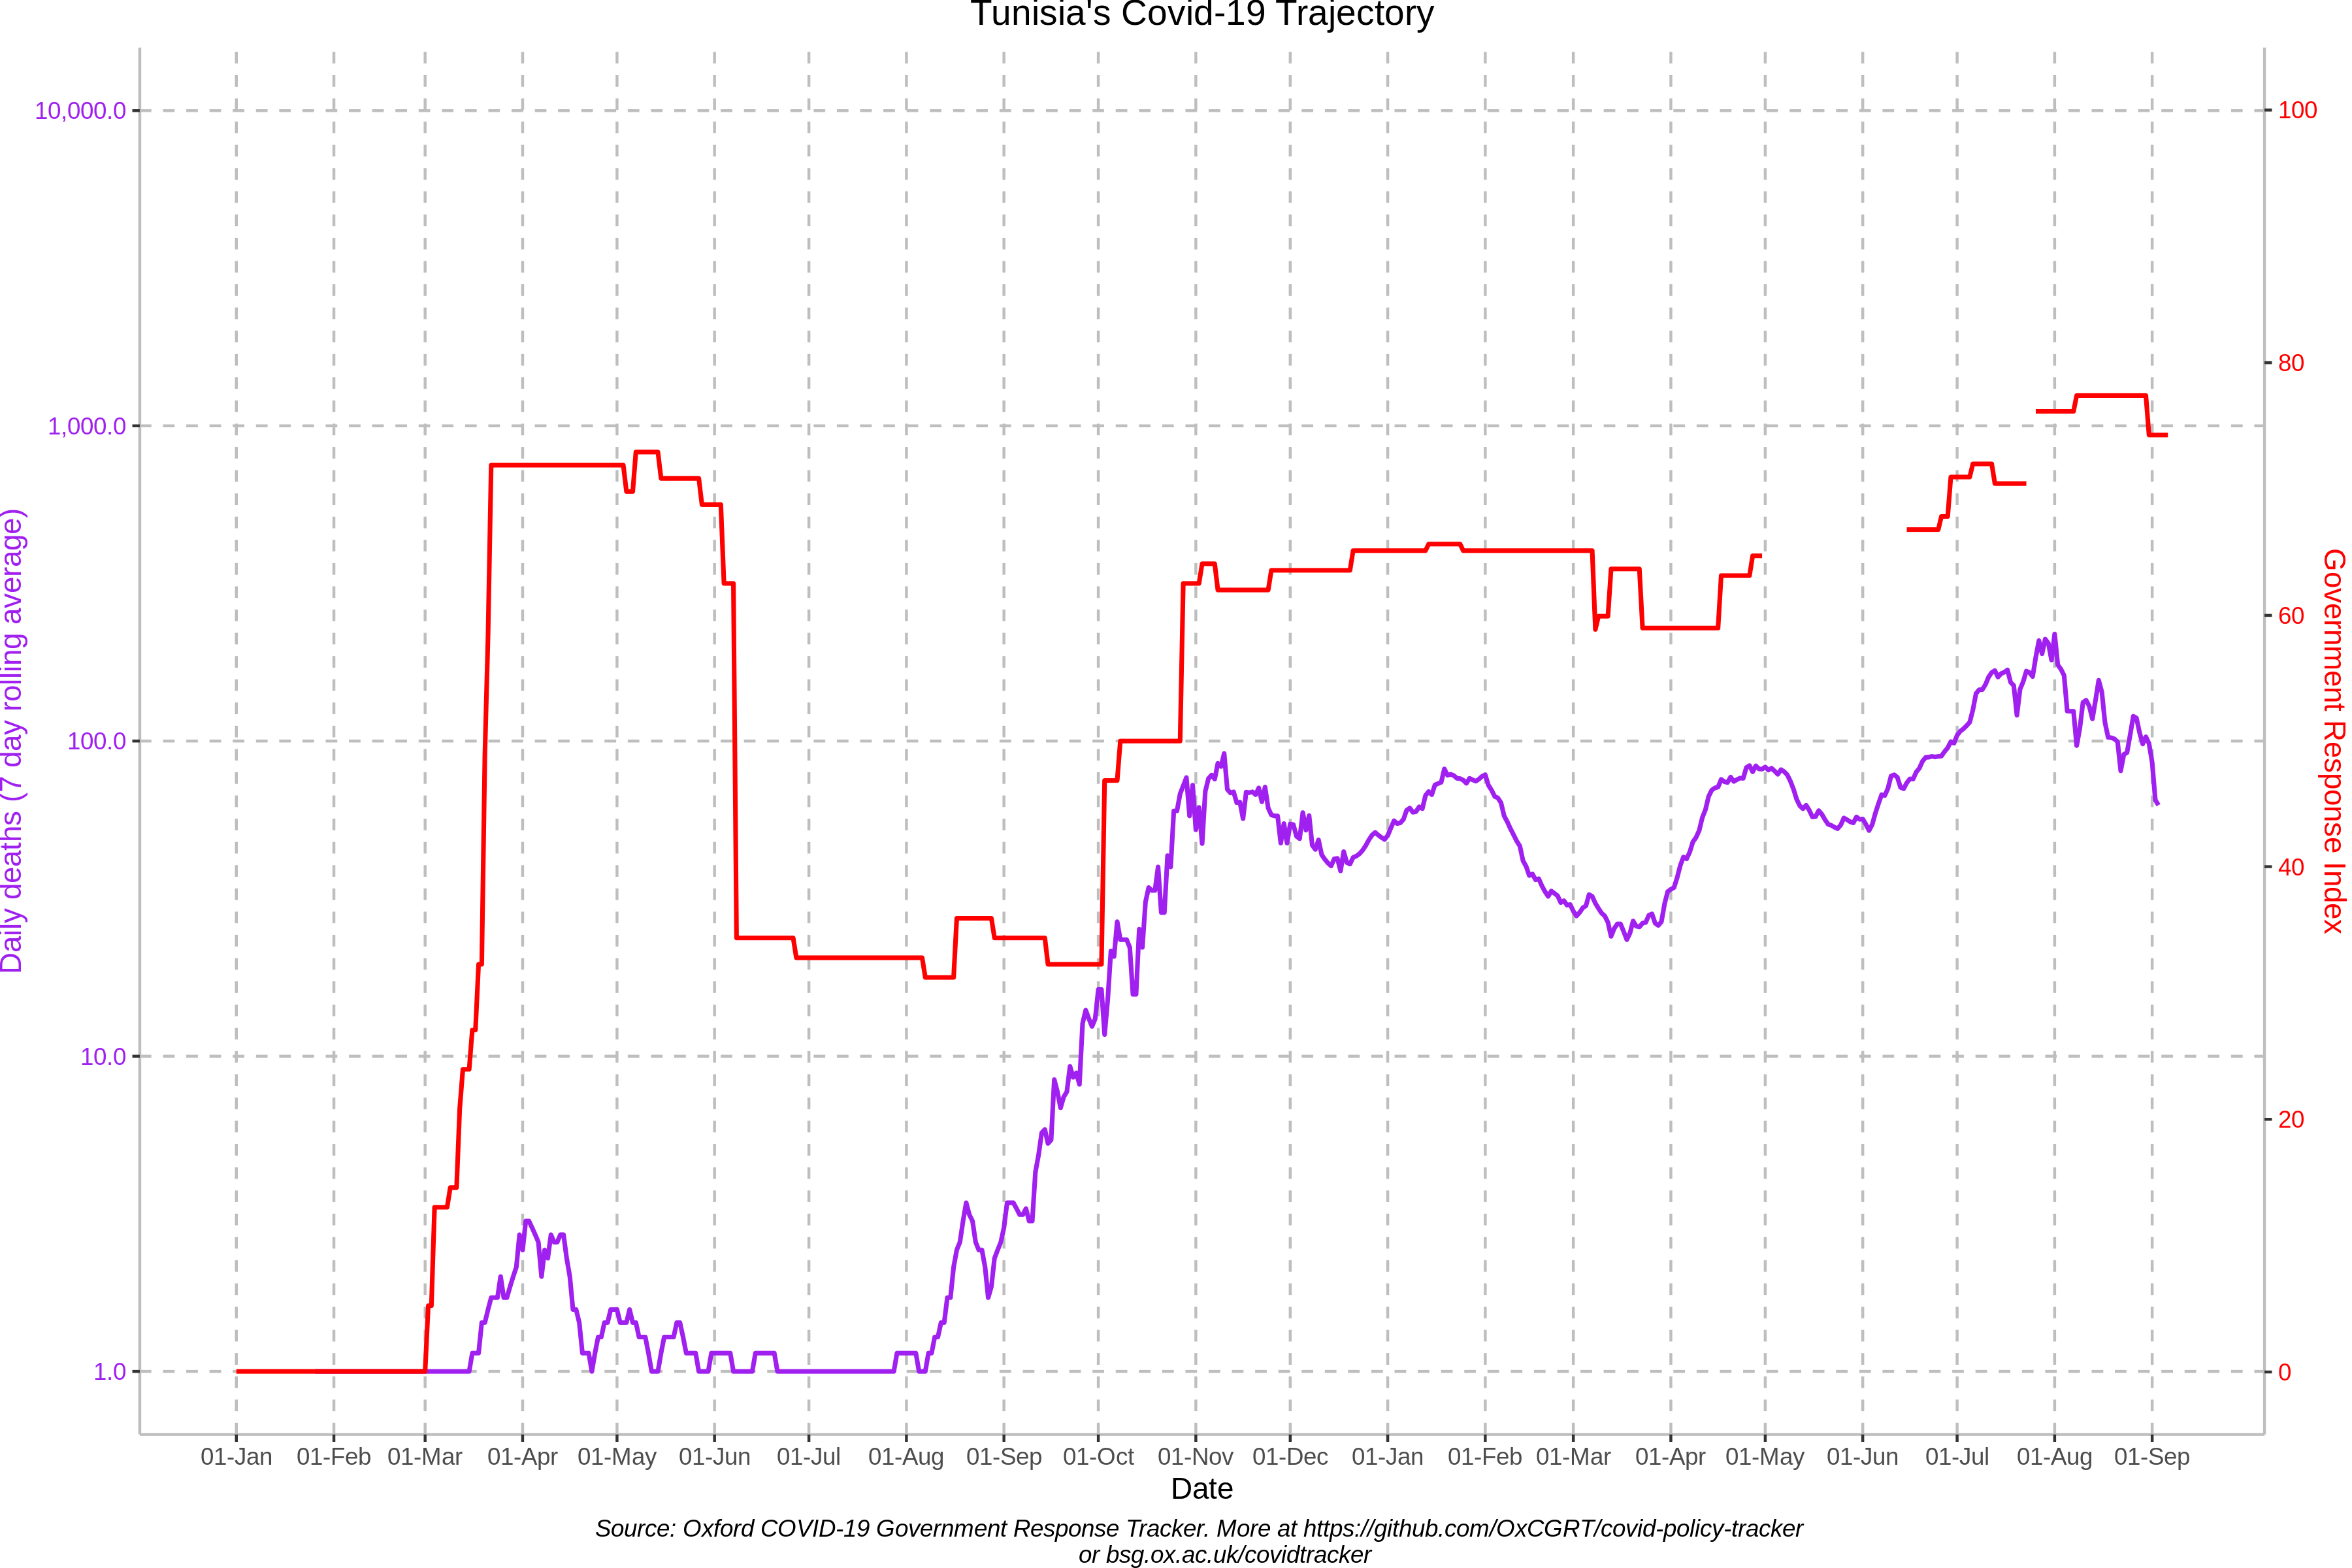 Tunisia's Covid-19 Trajectory
10,000.0
1,000.0
100.0
10.0
1.0
Daily deaths (7 day rolling average)
100
80
60
40
20
0
Government Response Index
01-Jan 01-Feb 01-Mar 01-Apr 01-May 01-Jun 01-Jul 01-Aug 01-Sep 01-Oct 01-Nov 01-Dec 01-Jan 01-Feb 01-Mar 01-Apr 01-May 01-Jun 01-Jul 01-Aug 01-Sep
Date
Source: Oxford COVID-19 Government Response Tracker. More at https://github.com/OxCGRT/covid-policy-tracker
or bsg.ox.ac.uk/covidtracker